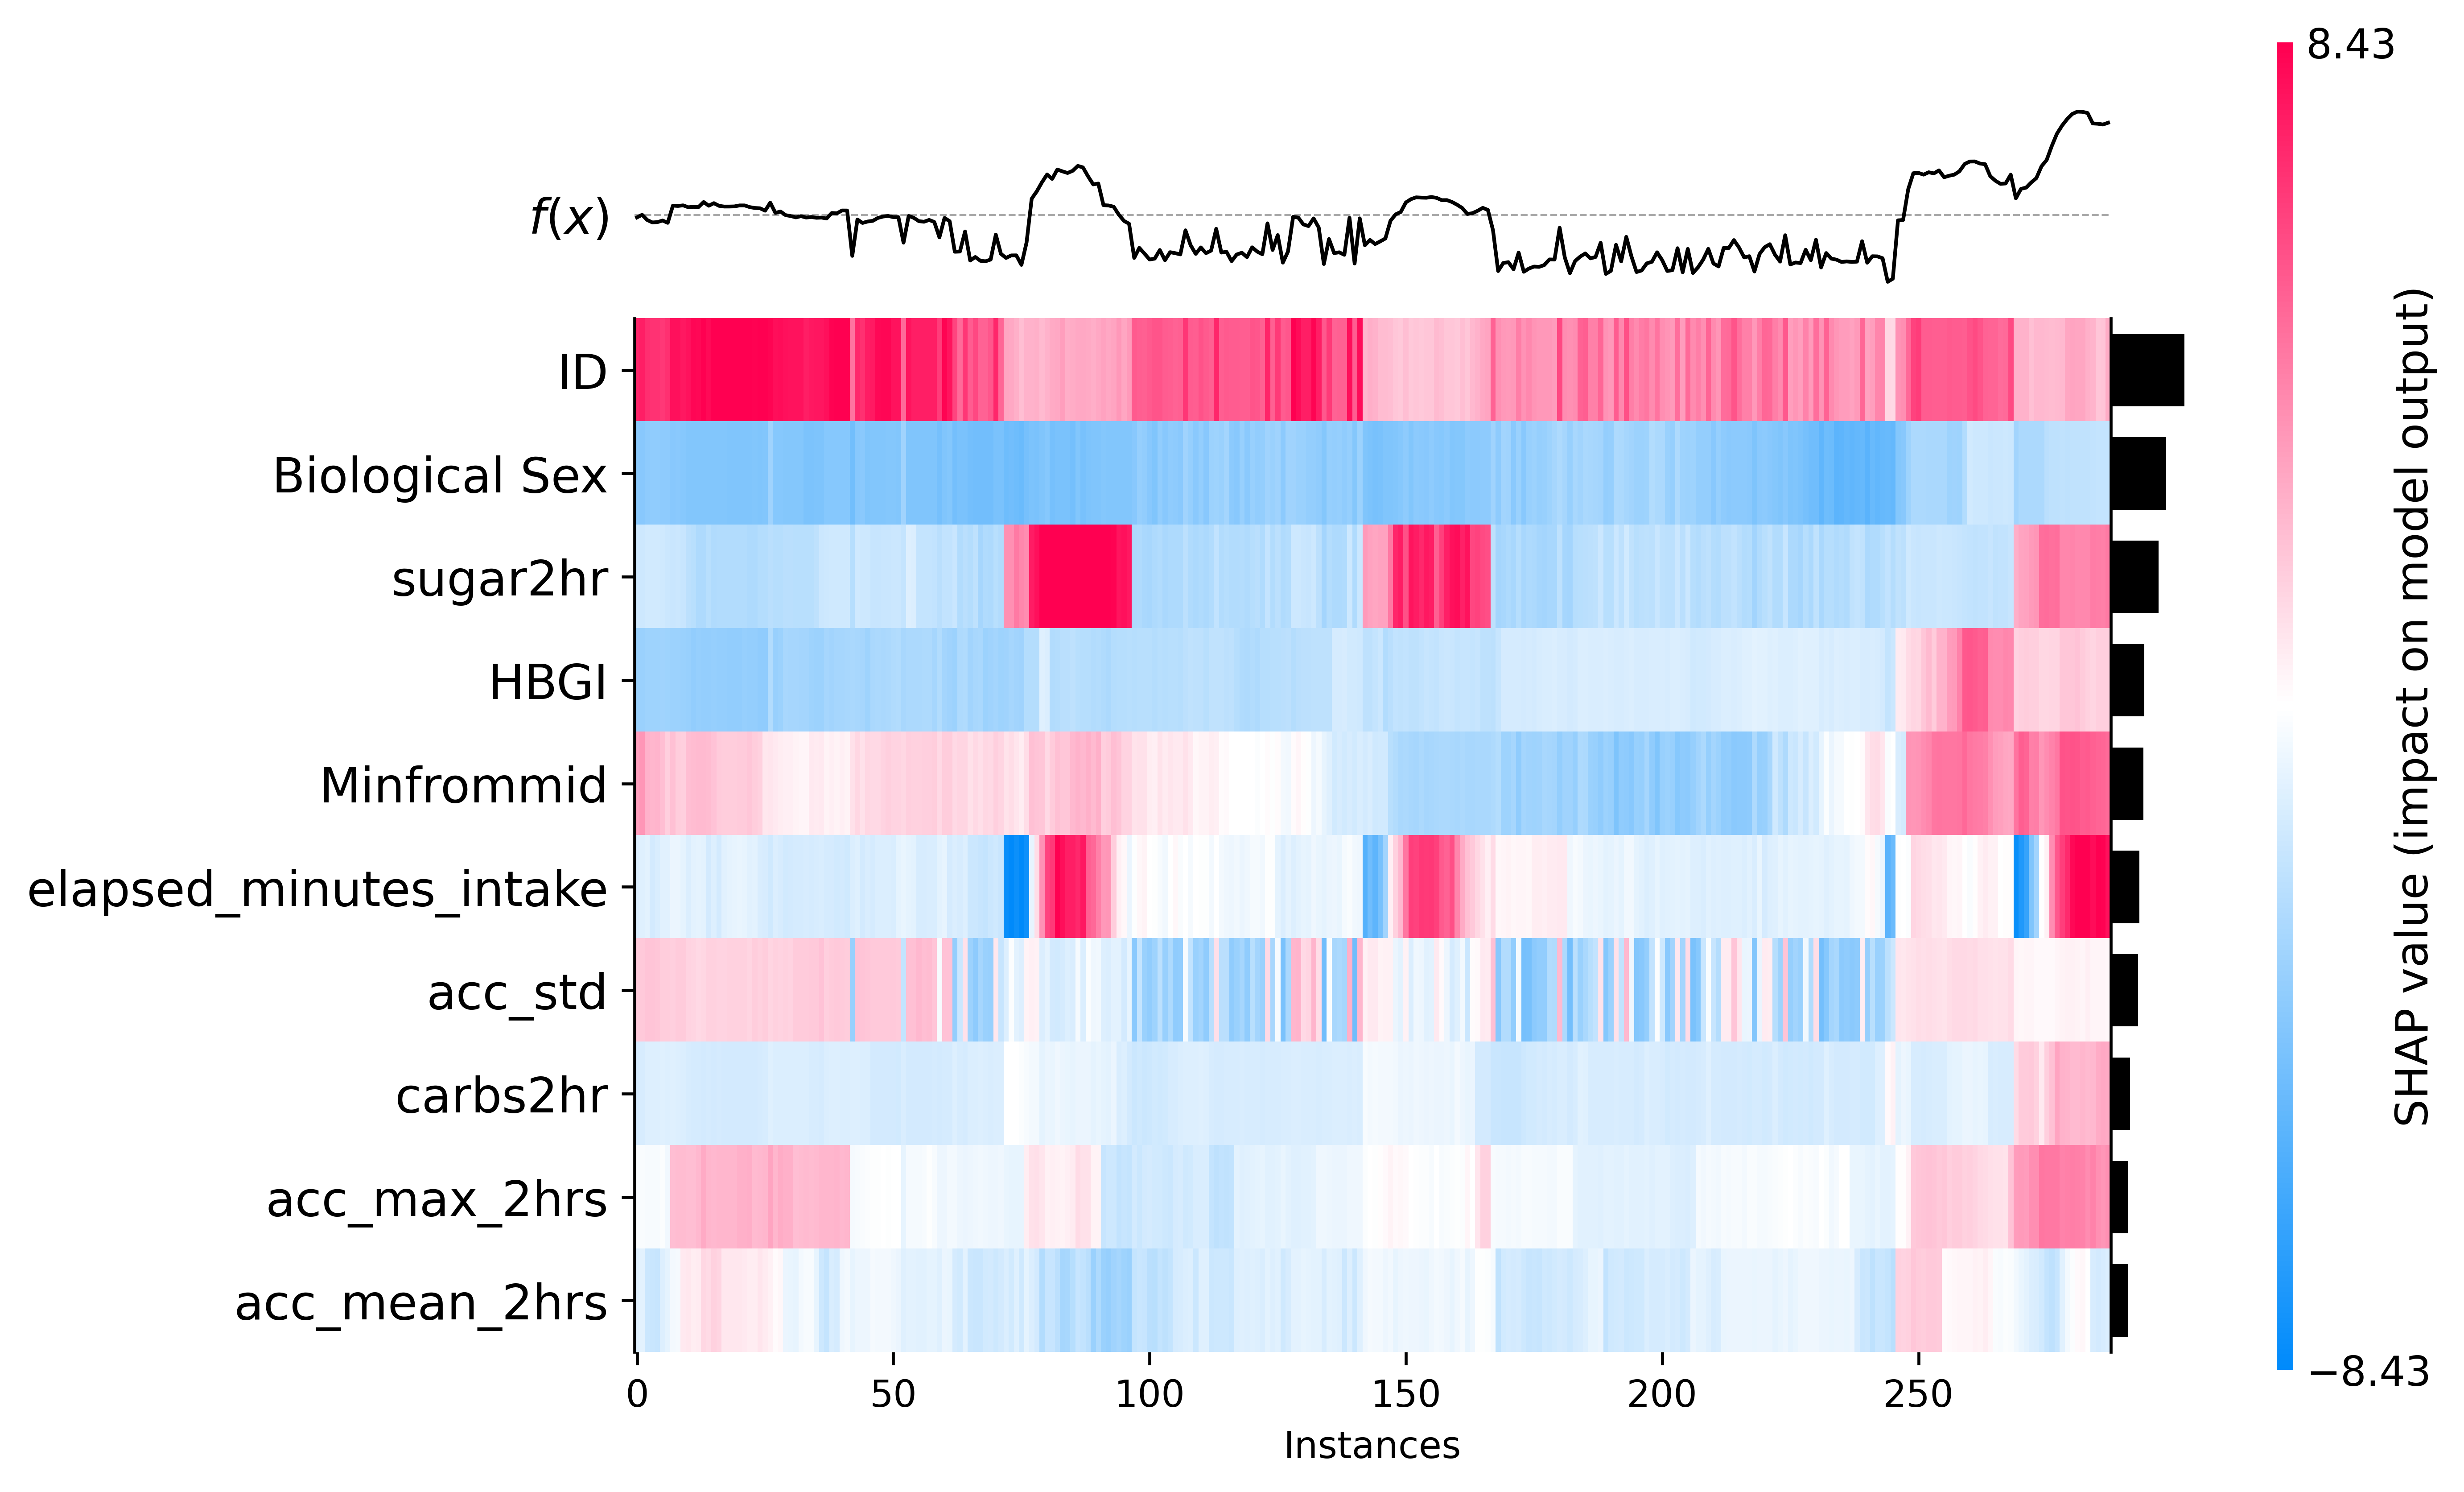 8.43
f(x)
ID
Biological Sex
sugar2hr
HBGI
Minfrommid
elapsed_minutes_intake
acc_std
carbs2hr
acc_max_2hrs
acc_mean_2hrs
0 50 100 150 200 250
Instances
−8.43
SHAP value (impact on model output)